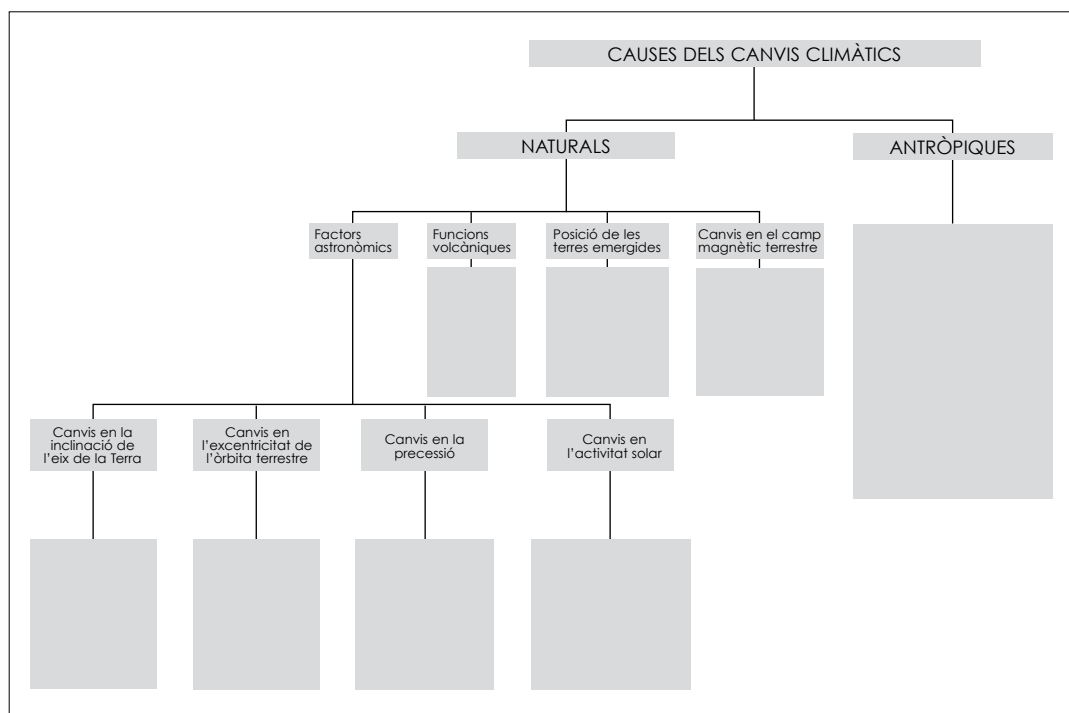 CAUSES DELS CANVIS CLIMÀTICS
NATURALS
ANTRÒPIQUES
Factors
astronòmics
Funcions
volcàniques
Posició de les
terres emergides
Canvis en el camp
magnètic terrestre
Canvis en la
inclinació de
l'eix de la Terra
Canvis en
l'excentricitat de
l'òrbita terrestre
Canvis en la
precessió
Canvis en
l'activitat solar